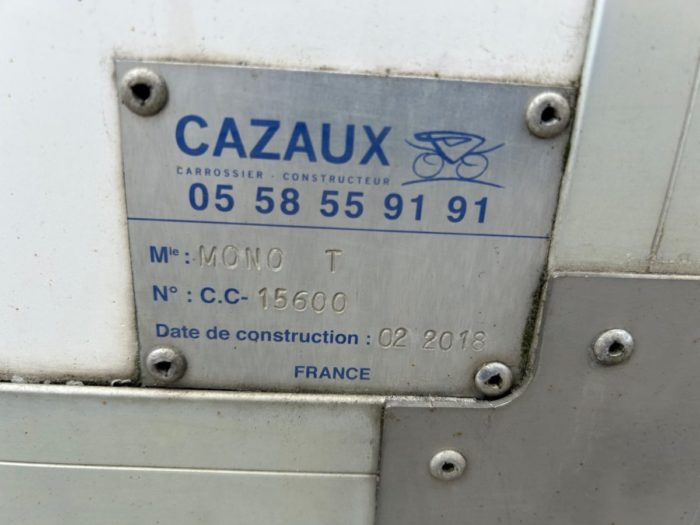 CAZAUX
CARROSSIER - CONSTRUCTEUR
05 58 55 91 91
Mle : MONO T
N° : C.C- 15600
Date de construction : 02 2018
FRANCE